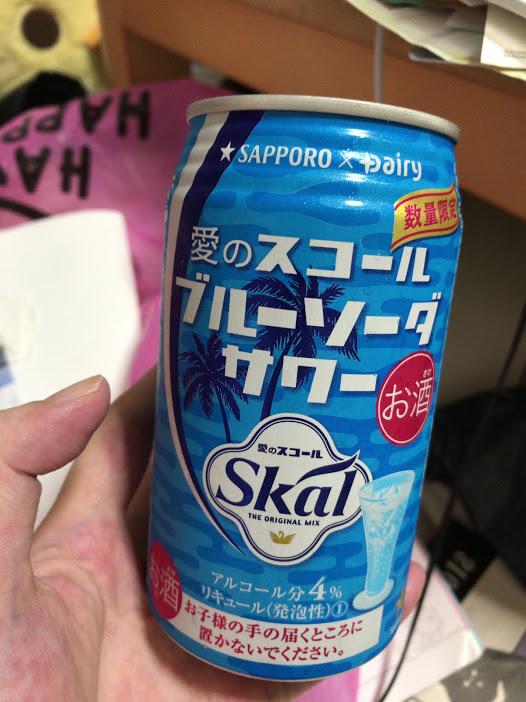 HAPPY
HAV
★SAPPORO × Dairy
数量限定
愛のスコール
ブルーソーダ
サワー
お酒
愛のスコール
Skal
THE ORIGINAL MIX
アルコール分4%
リキュール(発泡性)①
お酒
お子様の手の届くところに
置かないでください。